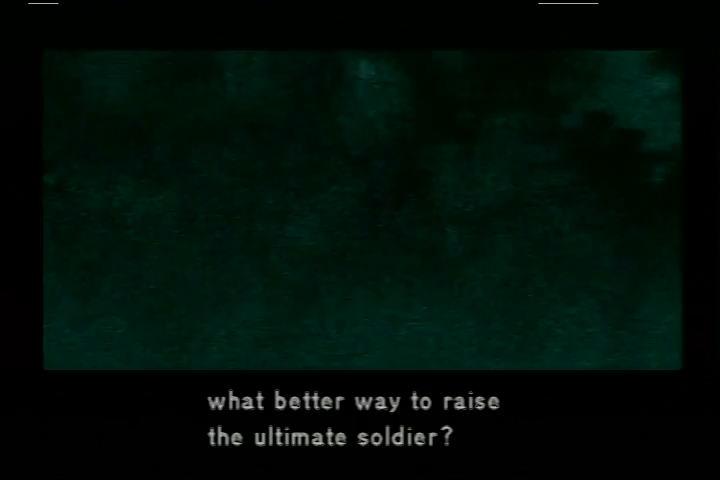 what better way to raise
the ultimate soldier?